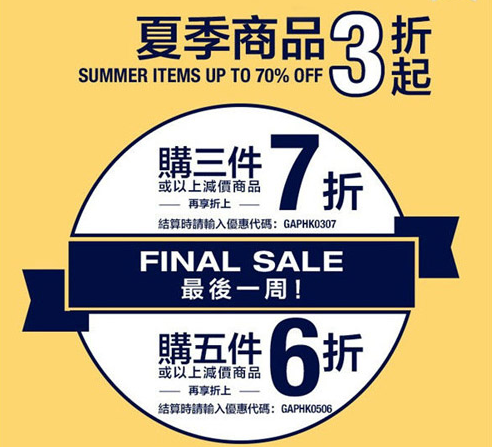 夏季商品3折起
SUMMER ITEMS UP TO 70% OFF
購三件7折
或以上減價商品
再享折上
結算時請輸入優惠代碼：GAPHK0307
FINAL SALE
最後一周！
購五件6折
或以上減價商品
再享折上
結算時請輸入優惠代碼：GAPHK0506